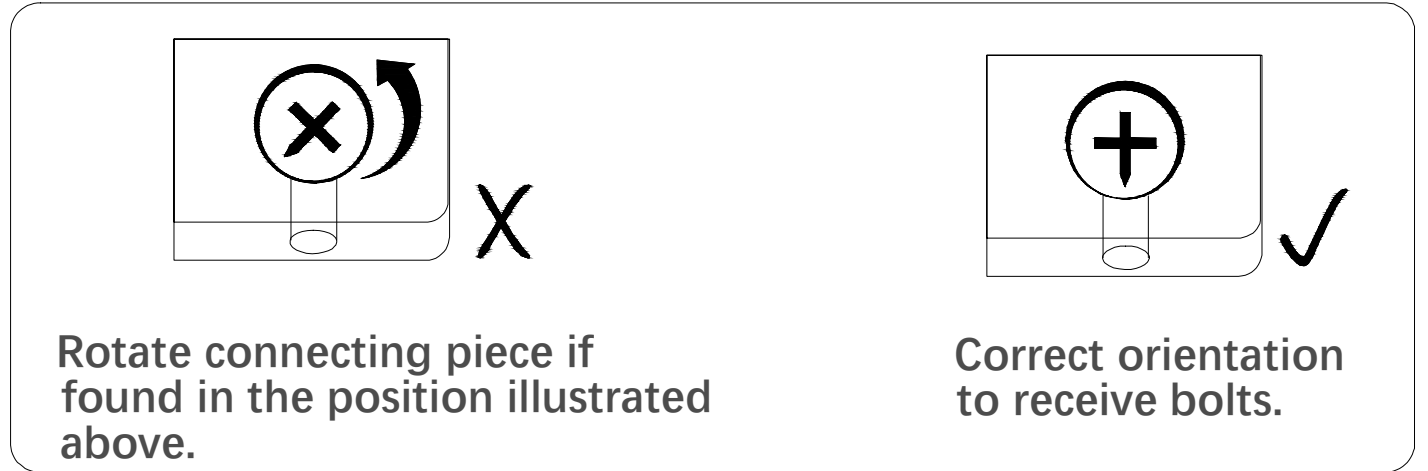 Rotate connecting piece if
found in the position illustrated
above.
Correct orientation
to receive bolts.